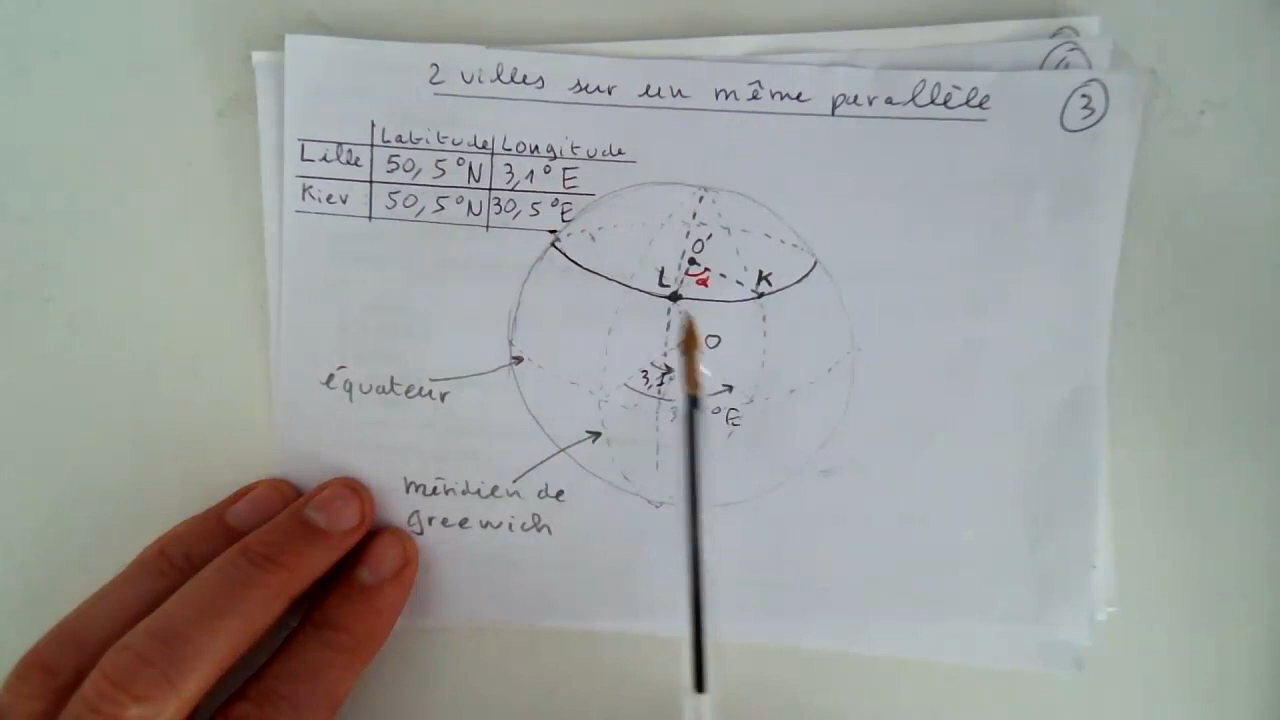 2 villes sur un même parallèle
3
Latitude Longitude
Lille 50,5°N 3,1° E
Kiev 50,5°N 30,5°E
O'
L α K
O
3,1
°E
équateur
méridien de
greewich